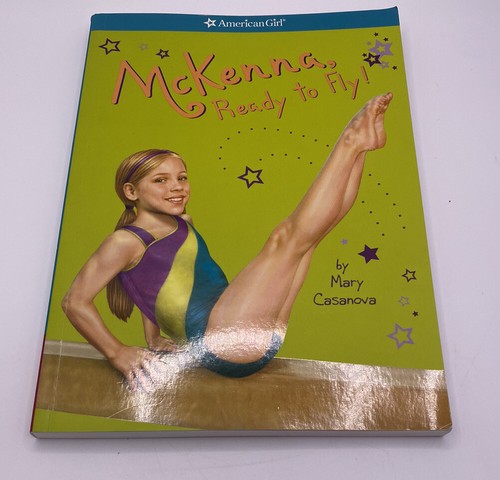 American Girl®
McKenna,
Ready to Fly!
by
Mary
Casanova